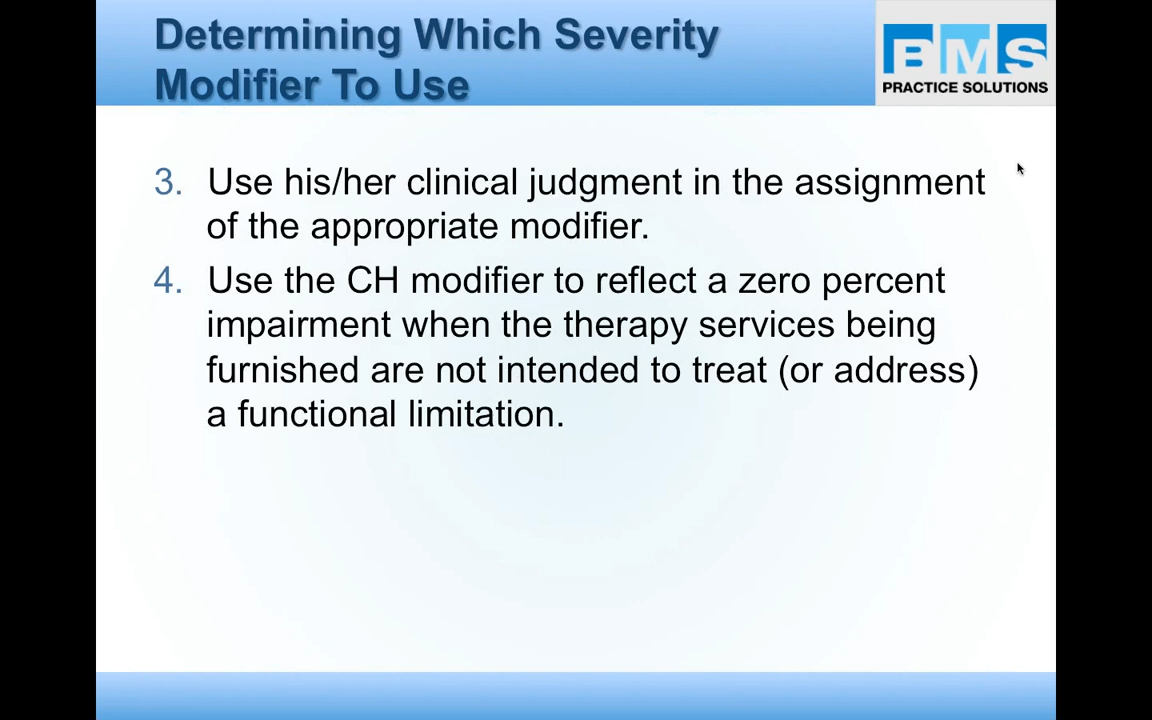 Determining Which Severity
Modifier To Use
BMS
PRACTICE SOLUTIONS
3. Use his/her clinical judgment in the assignment
of the appropriate modifier.
4. Use the CH modifier to reflect a zero percent
impairment when the therapy services being
furnished are not intended to treat (or address)
a functional limitation.